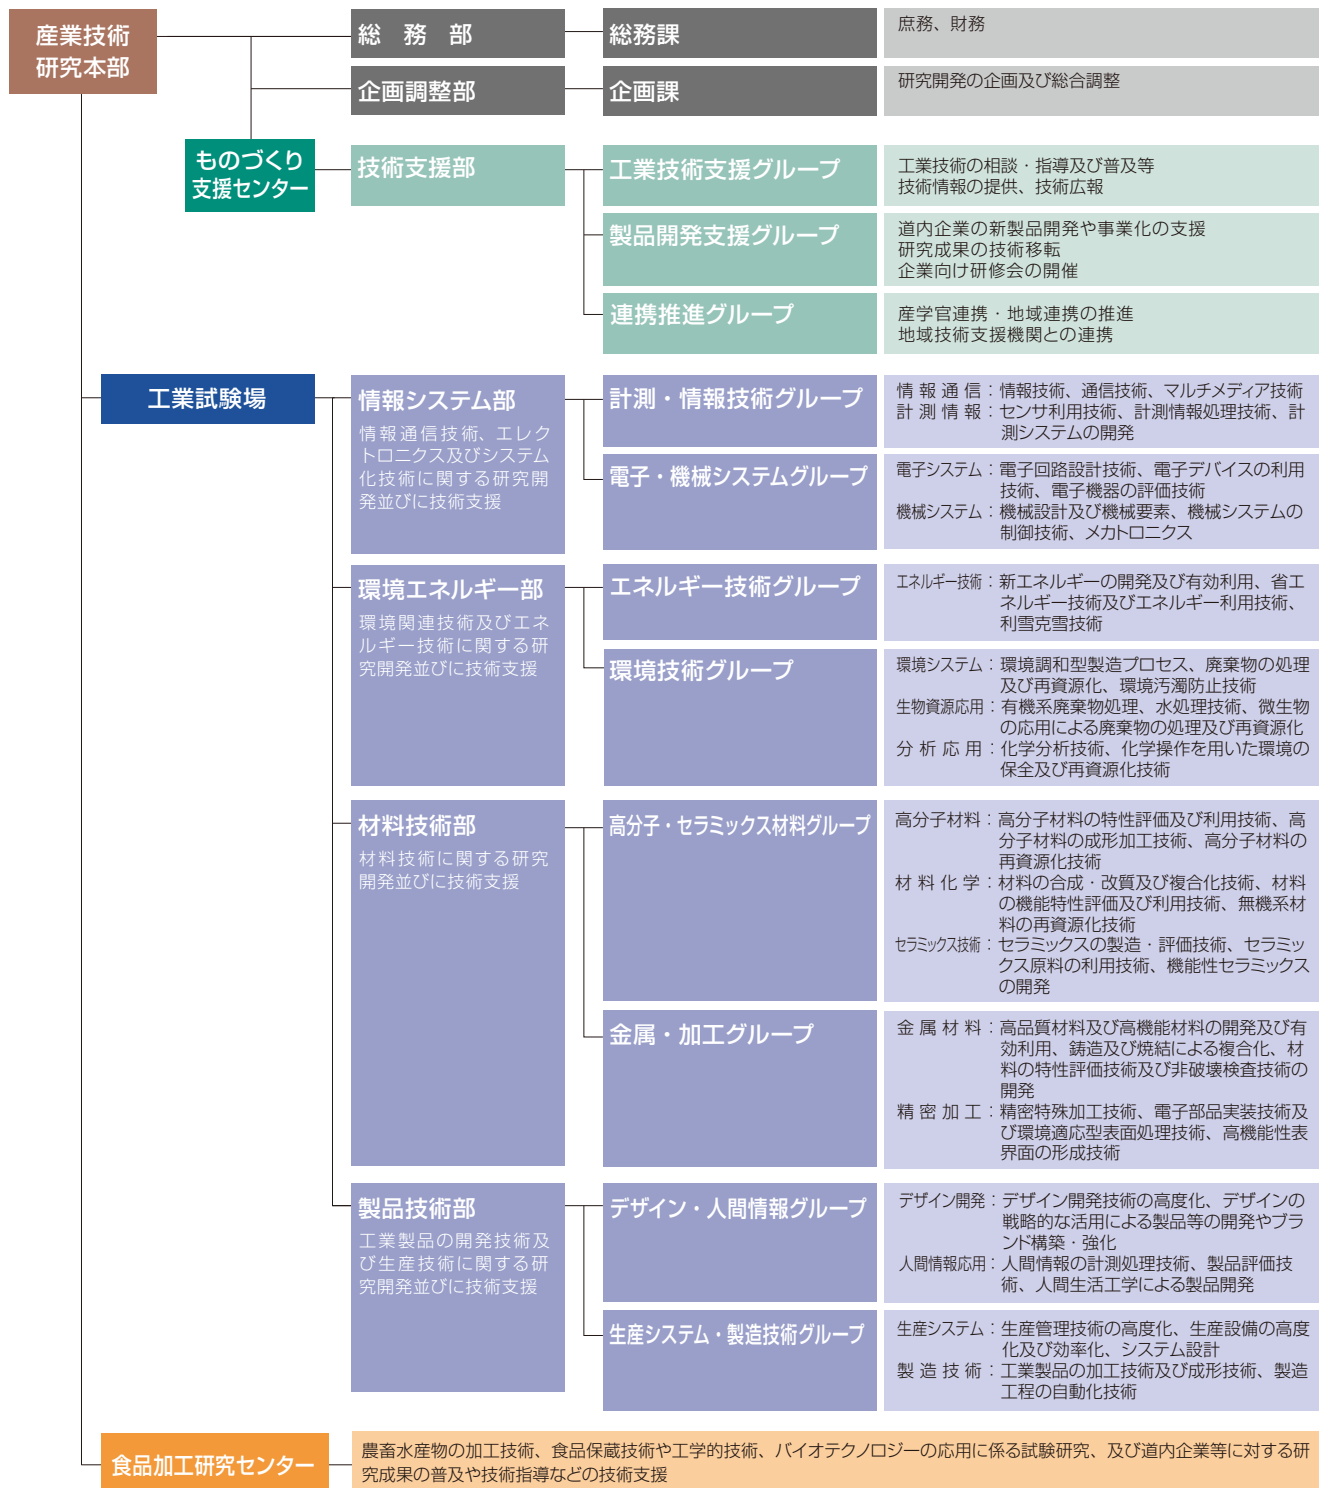 産業技術
研究本部
総務部
総務課
庶務、財務
企画調整部
企画課
研究開発の企画及び総合調整
ものづくり
支援センター
技術支援部
工業技術支援グループ
工業技術の相談・指導及び普及等
技術情報の提供、技術広報
製品開発支援グループ
道内企業の新製品開発や事業化の支援
研究成果の技術移転
企業向け研修会の開催
連携推進グループ
産学官連携・地域連携の推進
地域技術支援機関との連携
工業試験場
情報システム部
情報通信技術、エレク
トロニクス及びシステム
化技術に関する研究開
発並びに技術支援
計測・情報技術グループ
情報通信：情報技術、通信技術、マルチメディア技術
計測情報：センサ利用技術、計測情報処理技術、計
測システムの開発
電子・機械システムグループ
電子システム：電子回路設計技術、電子デバイスの利用
技術、電子機器の評価技術
機械システム：機械設計及び機械要素、機械システムの
制御技術、メカトロニクス
環境エネルギー部
環境関連技術及びエネ
ルギー技術に関する研
究開発並びに技術支援
エネルギー技術グループ
エネルギー技術：新エネルギーの開発及び有効利用、省エ
ネルギー技術及びエネルギー利用技術、
利雪克雪技術
環境技術グループ
環境システム：環境調和型製造プロセス、廃棄物の処理
及び再資源化、環境汚濁防止技術
生物資源応用：有機系廃棄物処理、水処理技術、微生物
の応用による廃棄物の処理及び再資源化
分析応用：化学分析技術、化学操作を用いた環境の
保全及び再資源化技術
材料技術部
材料技術に関する研究
開発並びに技術支援
高分子・セラミックス材料グループ
高分子材料：高分子材料の特性評価及び利用技術、高
分子材料の成形加工技術、高分子材料の
再資源化技術
材料化学：材料の合成・改質及び複合化技術、材料
の機能特性評価及び利用技術、無機系材
料の再資源化技術
セラミックス技術：セラミックスの製造・評価技術、セラミッ
クス原料の利用技術、機能性セラミックス
の開発
金属・加工グループ
金属材料：高品質材料及び高機能材料の開発及び有
効利用、鋳造及び焼結による複合化、材
料の特性評価技術及び非破壊検査技術の
開発
精密加工：精密特殊加工技術、電子部品実装技術及
び環境適応型表面処理技術、高機能性表
界面の形成技術
製品技術部
工業製品の開発技術及
び生産技術に関する研
究開発並びに技術支援
デザイン・人間情報グループ
デザイン開発：デザイン開発技術の高度化、デザインの
戦略的な活用による製品等の開発やブラ
ンド構築・強化
人間情報応用：人間情報の計測処理技術、製品評価技
術、人間生活工学による製品開発
生産システム・製造技術グループ
生産システム：生産管理技術の高度化、生産設備の高度
化及び効率化、システム設計
製造技術：工業製品の加工技術及び成形技術、製造
工程の自動化技術
食品加工研究センター
農畜水産物の加工技術、食品保蔵技術や工学的技術、バイオテクノロジーの応用に係る試験研究、及び道内企業等に対する研
究成果の普及や技術指導などの技術支援